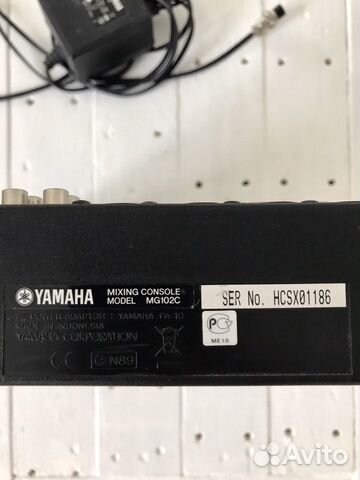 YAMAHA
MIXING CONSOLE
MODEL MG102C
AC POWER ADAPTOR : YAMAHA PA-10
MADE IN INDONESIA
YAMAHA CORPORATION
CE
N89
SER No. HCSX01186
ME10
Avito